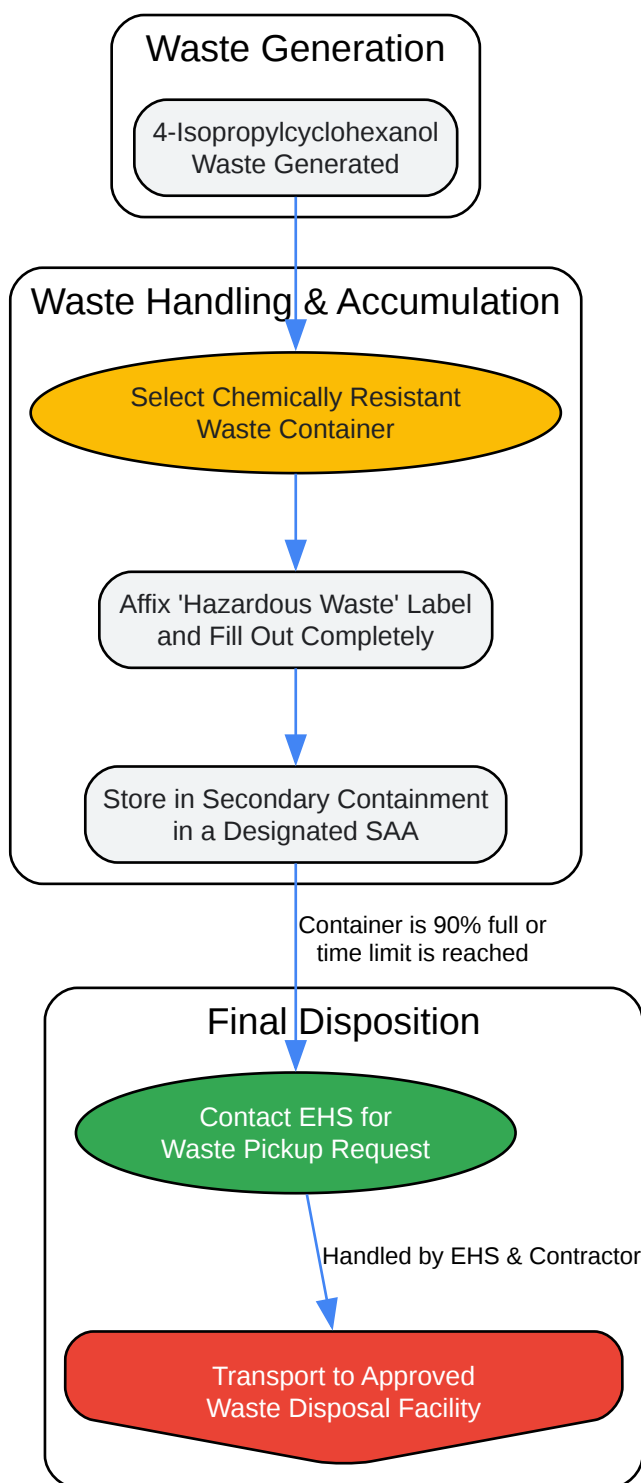 Waste Generation
4-Isopropylcyclohexanol
Waste Generated
Waste Handling & Accumulation
Select Chemically Resistant
Waste Container
Affix 'Hazardous Waste' Label
and Fill Out Completely
Store in Secondary Containment
in a Designated SAA
Container is 90% full or
time limit is reached
Final Disposition
Contact EHS for
Waste Pickup Request
Handled by EHS & Contractor
Transport to Approved
Waste Disposal Facility